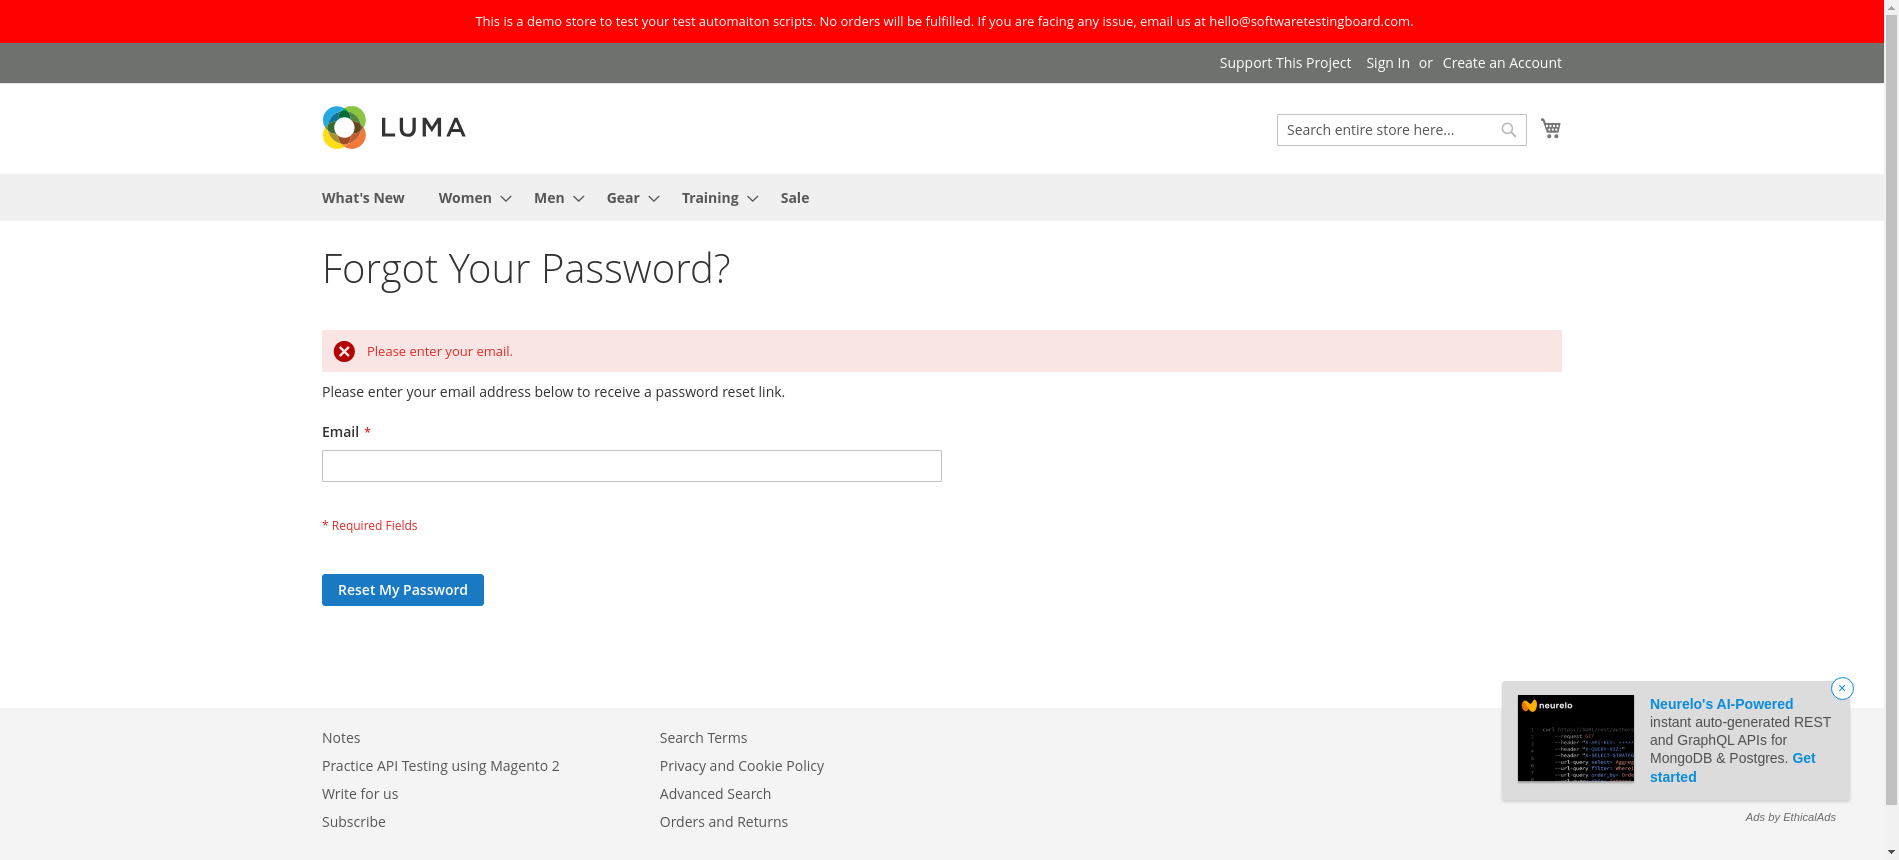 This is a demo store to test your test automaiton scripts. No orders will be fulfilled. If you are facing any issue, email us at hello@softwaretestingboard.com.
Support This Project Sign In or Create an Account
LUMA
Search entire store here...
What's New Women Men Gear Training Sale
Forgot Your Password?
Please enter your email.
Please enter your email address below to receive a password reset link.
Email *
* Required Fields
Reset My Password
neurelo
Neurelo's AI-Powered
instant auto-generated REST
and GraphQL APIs for
MongoDB & Postgres. Get
started
Ads by EthicalAds
Notes
Practice API Testing using Magento 2
Write for us
Subscribe
Search Terms
Privacy and Cookie Policy
Advanced Search
Orders and Returns